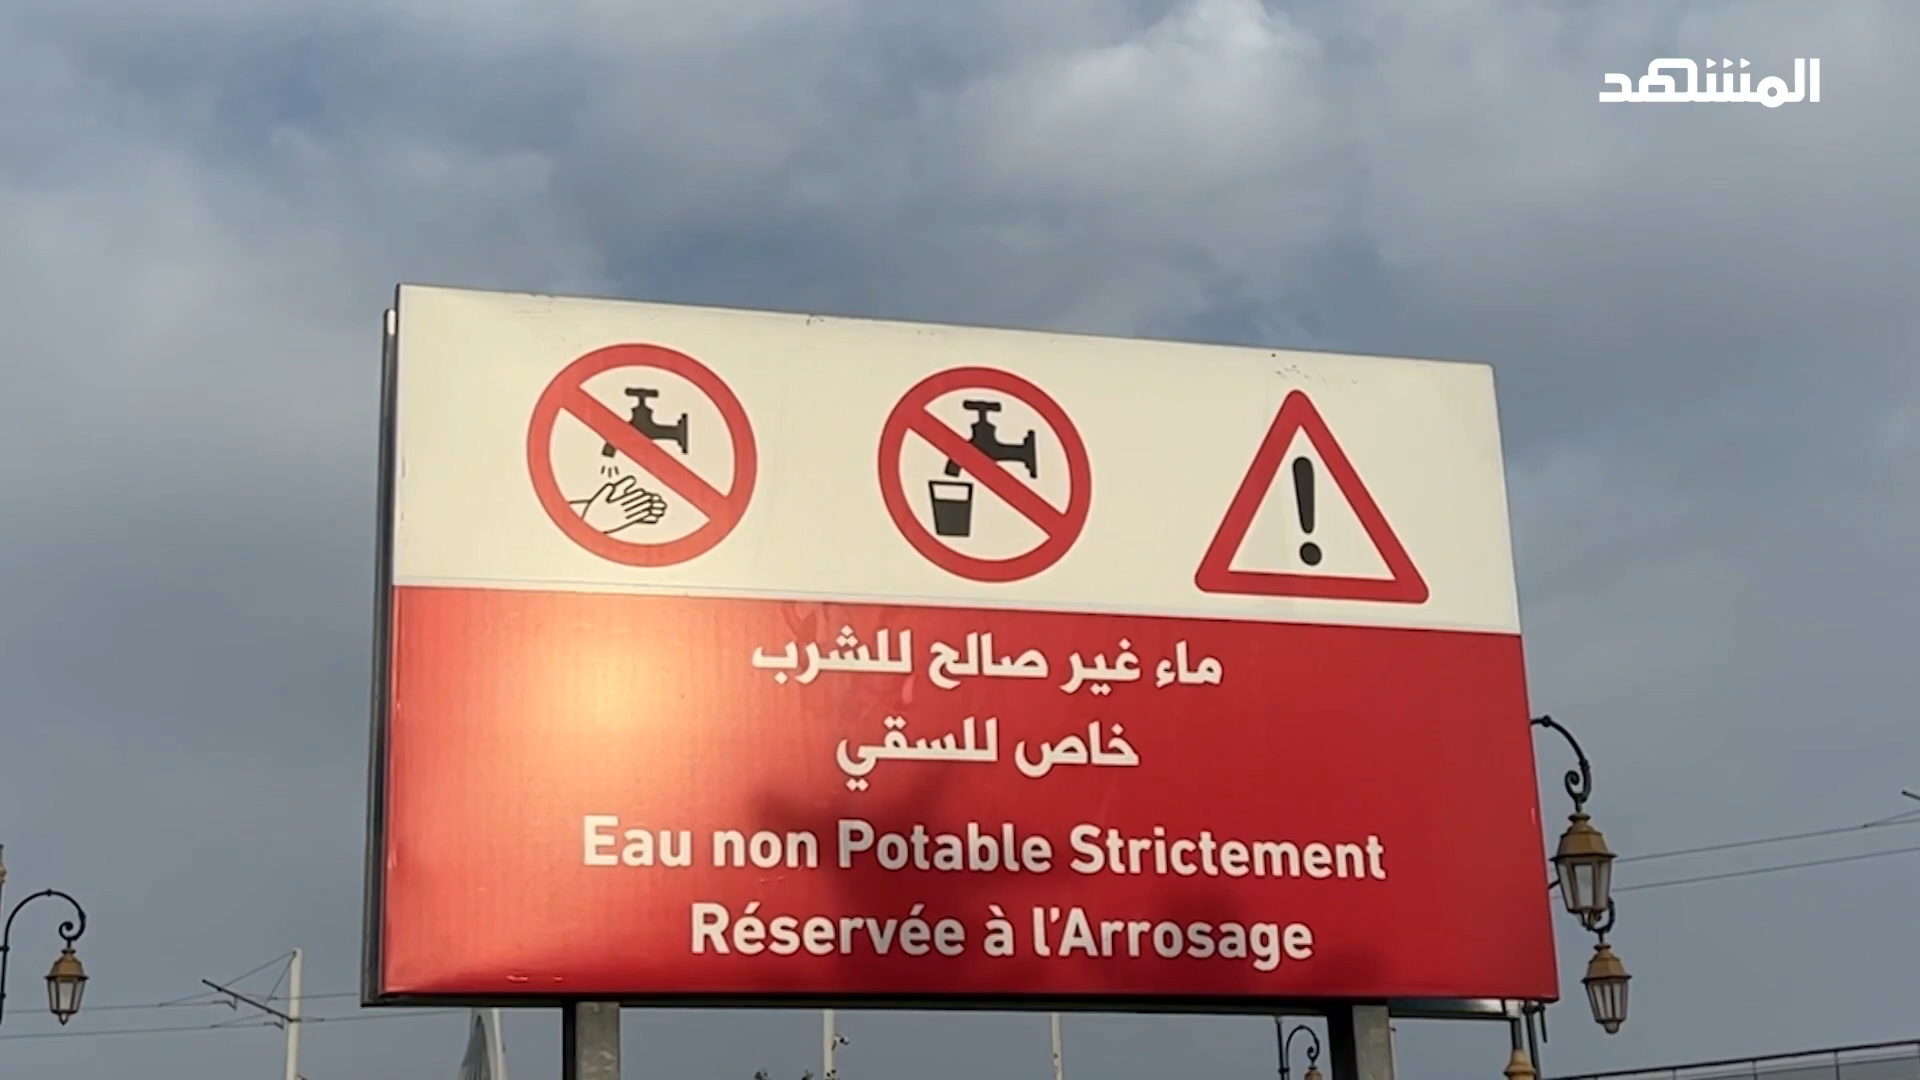 المشهد
ماء غير صالح للشرب
خاص للسقي
Eau non Potable Strictement
Réservée à l'Arrosage